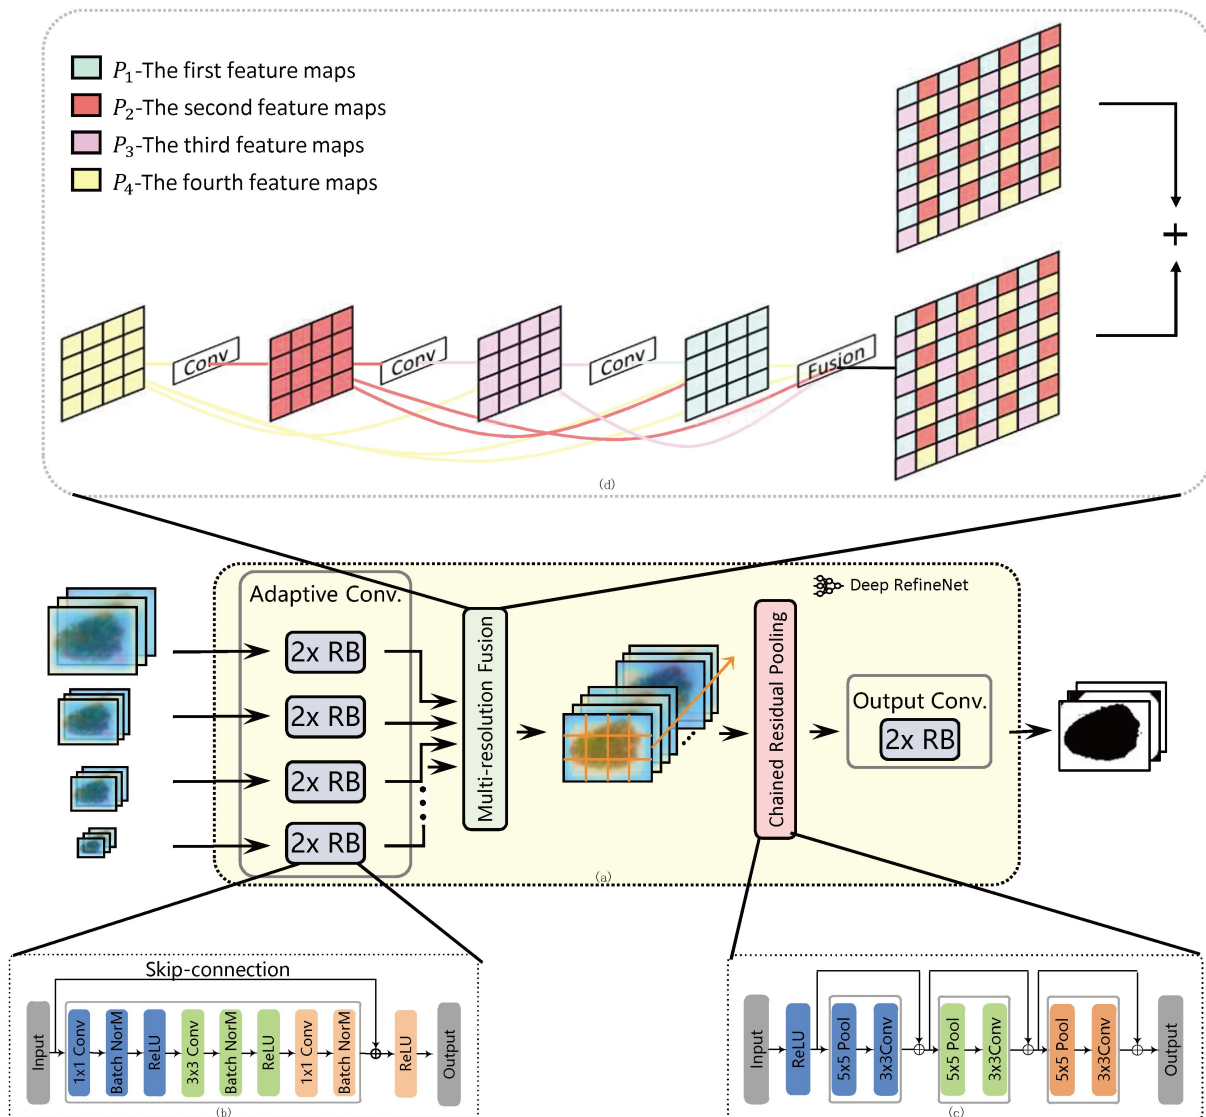 P1-The first feature maps
P2-The second feature maps
P3-The third feature maps
P4-The fourth feature maps
Conv
Conv
Conv
Fusion
+
(d)
Adaptive Conv.
Deep RefineNet
2x RB
2x RB
2x RB
2x RB
Multi-resolution Fusion
Chained Residual Pooling
Output Conv.
2x RB
(a)
Skip-connection
Input
1x1 Conv
Batch NorM
ReLU
3x3 Conv
Batch NorM
ReLU
1x1 Conv
Batch NorM
ReLU
Output
(b)
Input
ReLU
5x5 Pool
3x3Conv
5x5 Pool
3x3Conv
5x5 Pool
3x3Conv
Output
(c)